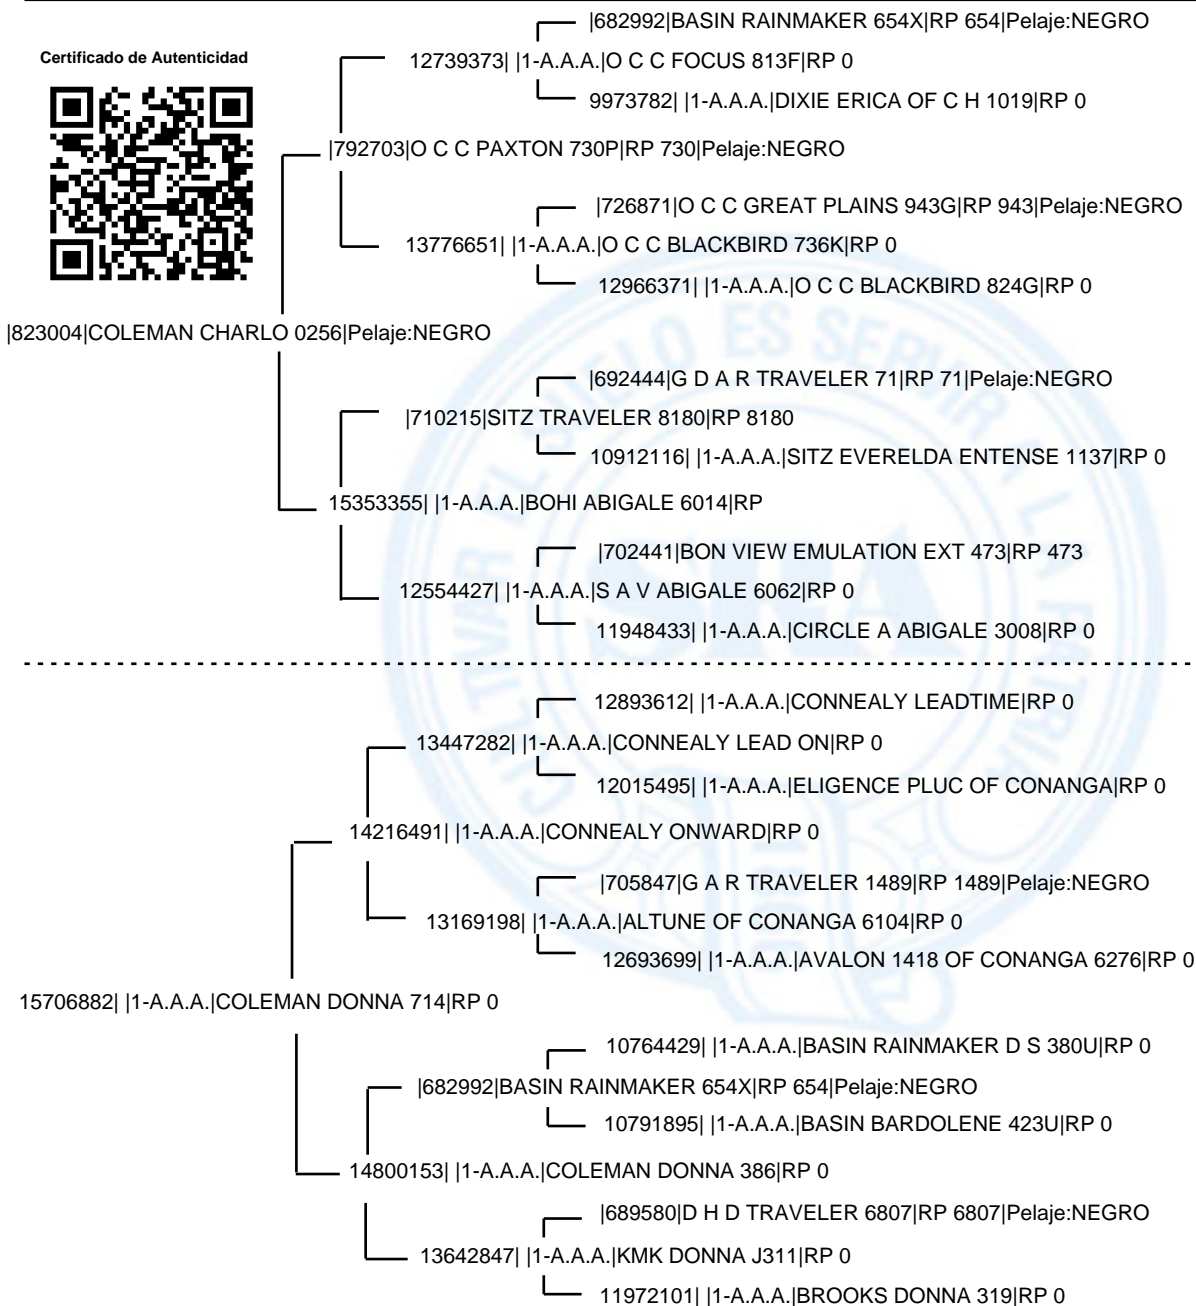 |682992|BASIN RAINMAKER 654X|RP 654|Pelaje:NEGRO
Certificado de Autenticidad
12739373| |1-A.A.A.|O C C FOCUS 813F|RP 0
9973782| |1-A.A.A.|DIXIE ERICA OF C H 1019|RP 0
|792703|O C C PAXTON 730P|RP 730|Pelaje:NEGRO
|726871|O C C GREAT PLAINS 943G|RP 943|Pelaje:NEGRO
13776651| |1-A.A.A.|O C C BLACKBIRD 736K|RP 0
12966371| |1-A.A.A.|O C C BLACKBIRD 824G|RP 0
|823004|COLEMAN CHARLO 0256|Pelaje:NEGRO
|692444|G D A R TRAVELER 71|RP 71|Pelaje:NEGRO
|710215|SITZ TRAVELER 8180|RP 8180
10912116| |1-A.A.A.|SITZ EVERELDA ENTENSE 1137|RP 0
15353355| |1-A.A.A.|BOHI ABIGALE 6014|RP
|702441|BON VIEW EMULATION EXT 473|RP 473
12554427| |1-A.A.A.|S A V ABIGALE 6062|RP 0
11948433| |1-A.A.A.|CIRCLE A ABIGALE 3008|RP 0
12893612| |1-A.A.A.|CONNEALY LEADTIME|RP 0
13447282| |1-A.A.A.|CONNEALY LEAD ON|RP 0
12015495| |1-A.A.A.|ELIGENCE PLUC OF CONANGA|RP 0
14216491| |1-A.A.A.|CONNEALY ONWARD|RP 0
|705847|G A R TRAVELER 1489|RP 1489|Pelaje:NEGRO
13169198| |1-A.A.A.|ALTUNE OF CONANGA 6104|RP 0
12693699| |1-A.A.A.|AVALON 1418 OF CONANGA 6276|RP 0
15706882| |1-A.A.A.|COLEMAN DONNA 714|RP 0
10764429| |1-A.A.A.|BASIN RAINMAKER D S 380U|RP 0
|682992|BASIN RAINMAKER 654X|RP 654|Pelaje:NEGRO
10791895| |1-A.A.A.|BASIN BARDOLENE 423U|RP 0
14800153| |1-A.A.A.|COLEMAN DONNA 386|RP 0
|689580|D H D TRAVELER 6807|RP 6807|Pelaje:NEGRO
13642847| |1-A.A.A.|KMK DONNA J311|RP 0
11972101| |1-A.A.A.|BROOKS DONNA 319|RP 0
CULTIVAR EL SUELO ES SERVIR A LA PATRIA